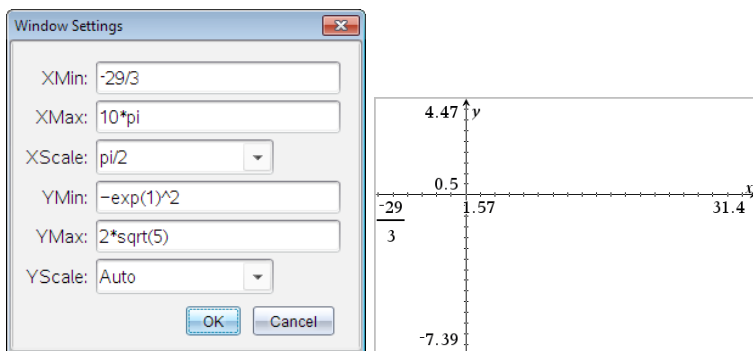 Window Settings
XMin: -29/3
XMax: 10*pi
XScale: pi/2
YMin: −exp(1)^2
YMax: 2*sqrt(5)
YScale: Auto
OK Cancel
4.47 y
0.5
x
-29
3
1.57
31.4
-7.39